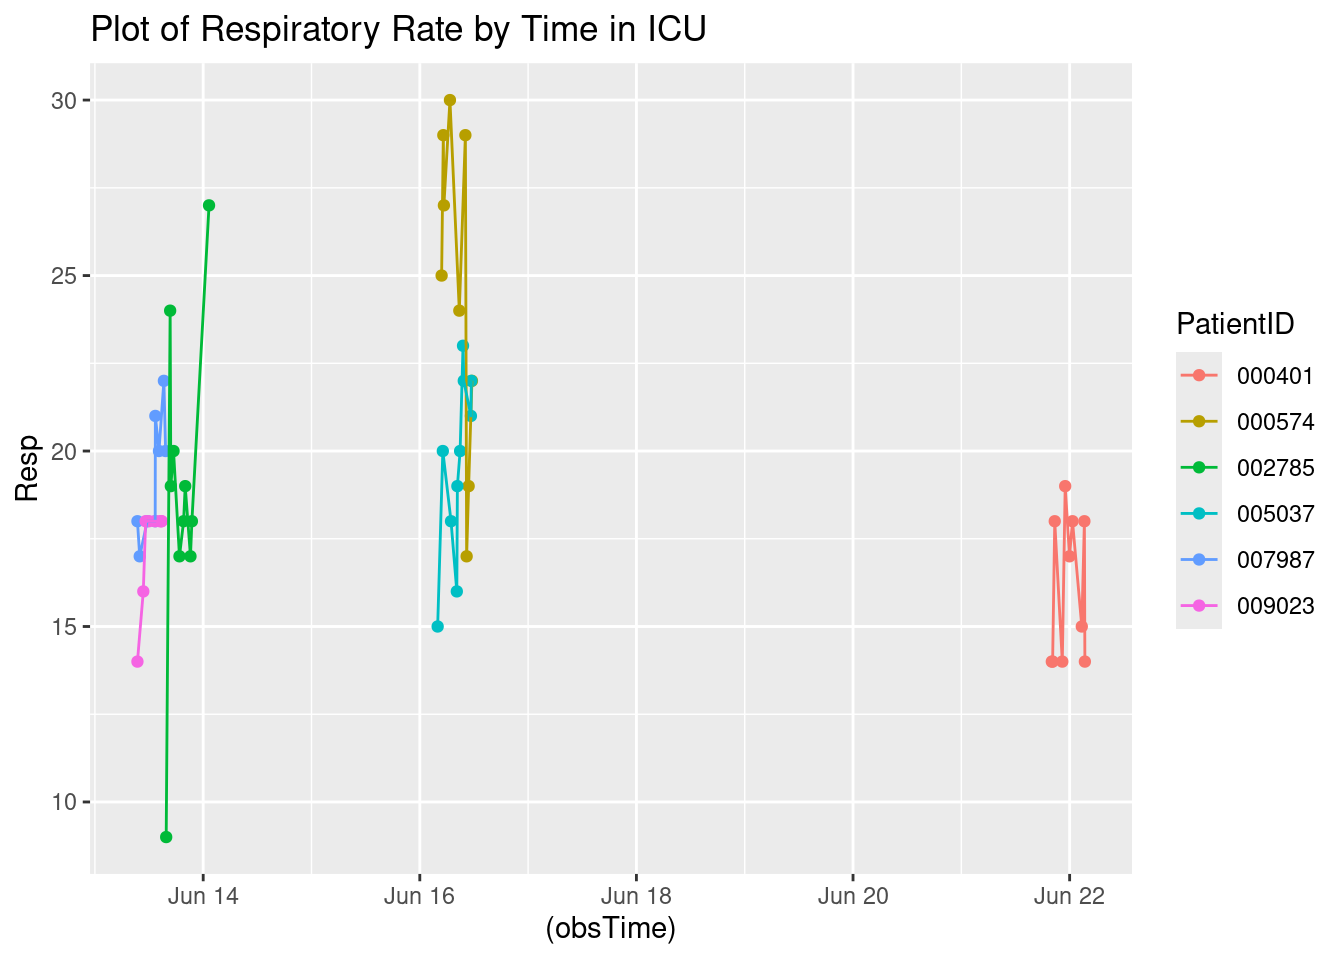 Plot of Respiratory Rate by Time in ICU
30
25
20
15
10
Resp
Jun 14
Jun 16
Jun 18
Jun 20
Jun 22
(obsTime)
PatientID
000401
000574
002785
005037
007987
009023